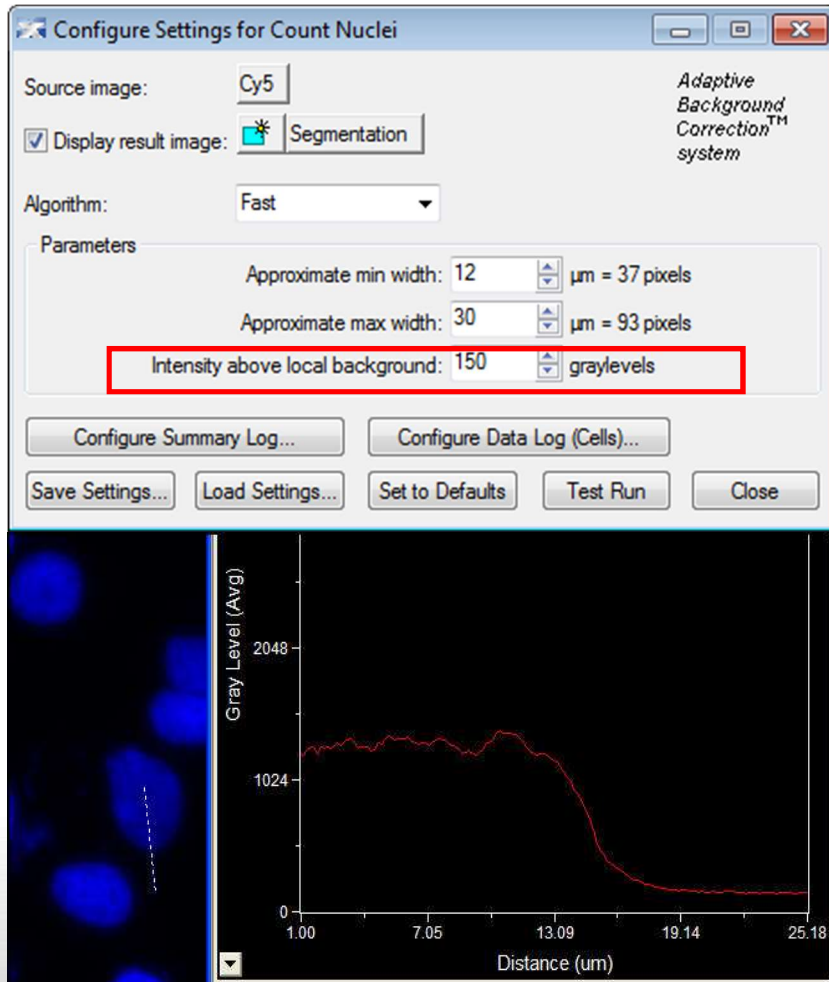 Configure Settings for Count Nuclei
Source image: Cy5
Adaptive
Background
Correction™
system
Display result image: Segmentation
Algorithm: Fast
Parameters
Approximate min width: 12 µm = 37 pixels
Approximate max width: 30 µm = 93 pixels
Intensity above local background: 150 graylevels
Configure Summary Log... Configure Data Log (Cells)...
Save Settings... Load Settings... Set to Defaults Test Run Close
Gray Level (Avg)
2048
1024
0
1.00 7.05 13.09 19.14 25.18
Distance (um)